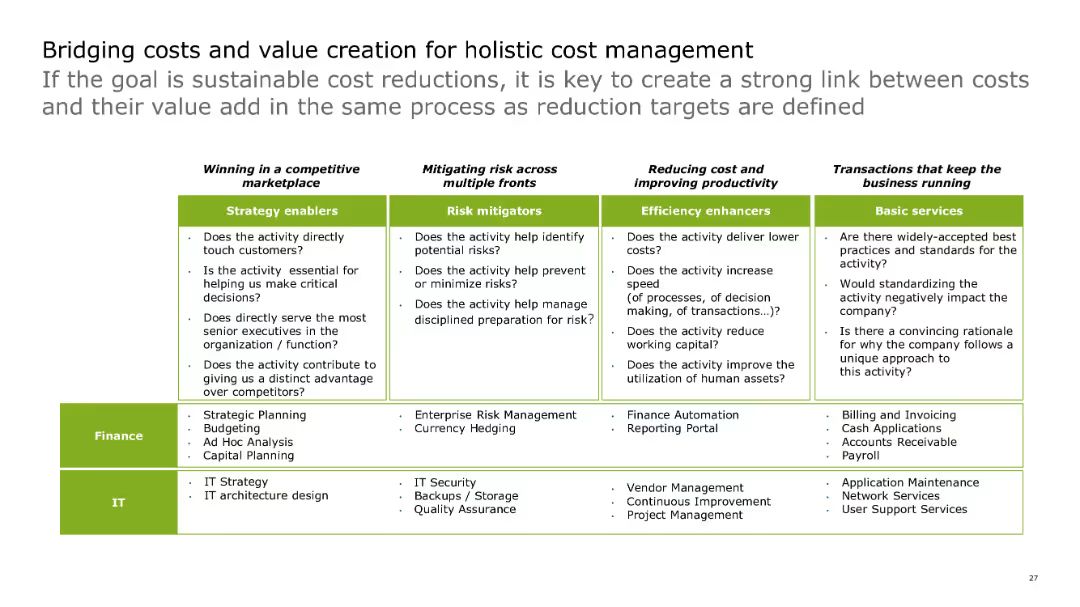 Bridging costs and value creation for holistic cost management
If the goal is sustainable cost reductions, it is key to create a strong link between costs
and their value add in the same process as reduction targets are defined
Winning in a competitive
marketplace
Mitigating risk across
multiple fronts
Reducing cost and
improving productivity
Transactions that keep the
business running
Strategy enablers
Risk mitigators
Efficiency enhancers
Basic services
· Does the activity directly
touch customers?
· Is the activity essential for
helping us make critical
decisions?
· Does directly serve the most
senior executives in the
organization / function?
· Does the activity contribute to
giving us a distinct advantage
over competitors?
· Does the activity help identify
potential risks?
· Does the activity help prevent
or minimize risks?
· Does the activity help manage
disciplined preparation for risk?
· Does the activity deliver lower
costs?
· Does the activity increase
speed
(of processes, of decision
making, of transactions…)?
· Does the activity reduce
working capital?
· Does the activity improve the
utilization of human assets?
· Are there widely-accepted best
practices and standards for the
activity?
· Would standardizing the
activity negatively impact the
company?
· Is there a convincing rationale
for why the company follows a
unique approach to
this activity?
Finance
· Strategic Planning
· Budgeting
· Ad Hoc Analysis
· Capital Planning
· Enterprise Risk Management
· Currency Hedging
· Finance Automation
· Reporting Portal
· Billing and Invoicing
· Cash Applications
· Accounts Receivable
· Payroll
IT
· IT Strategy
· IT architecture design
· IT Security
· Backups / Storage
· Quality Assurance
· Vendor Management
· Continuous Improvement
· Project Management
· Application Maintenance
· Network Services
· User Support Services
27